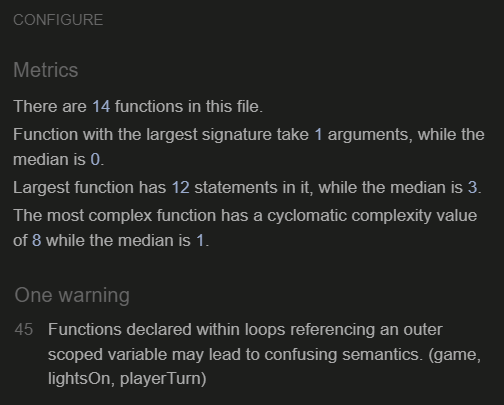 CONFIGURE
Metrics
There are 14 functions in this file.
Function with the largest signature take 1 arguments, while the
median is 0.
Largest function has 12 statements in it, while the median is 3.
The most complex function has a cyclomatic complexity value
of 8 while the median is 1.
One warning
45 Functions declared within loops referencing an outer
scoped variable may lead to confusing semantics. (game,
lightsOn, playerTurn)